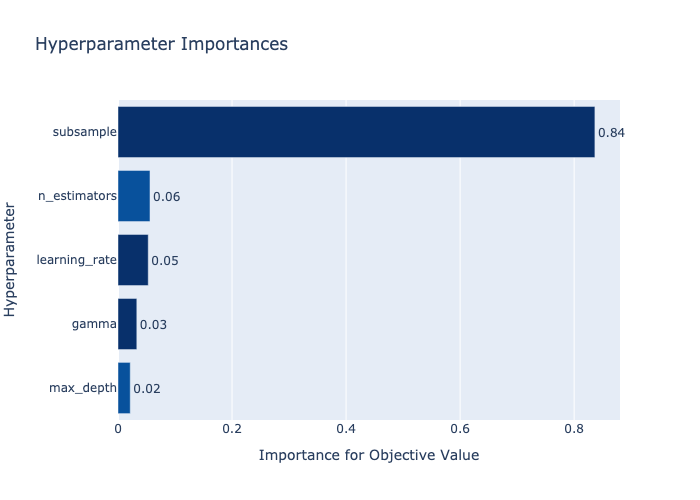 Hyperparameter Importances
Hyperparameter
subsample 0.84
n_estimators 0.06
learning_rate 0.05
gamma 0.03
max_depth 0.02
0 0.2 0.4 0.6 0.8
Importance for Objective Value